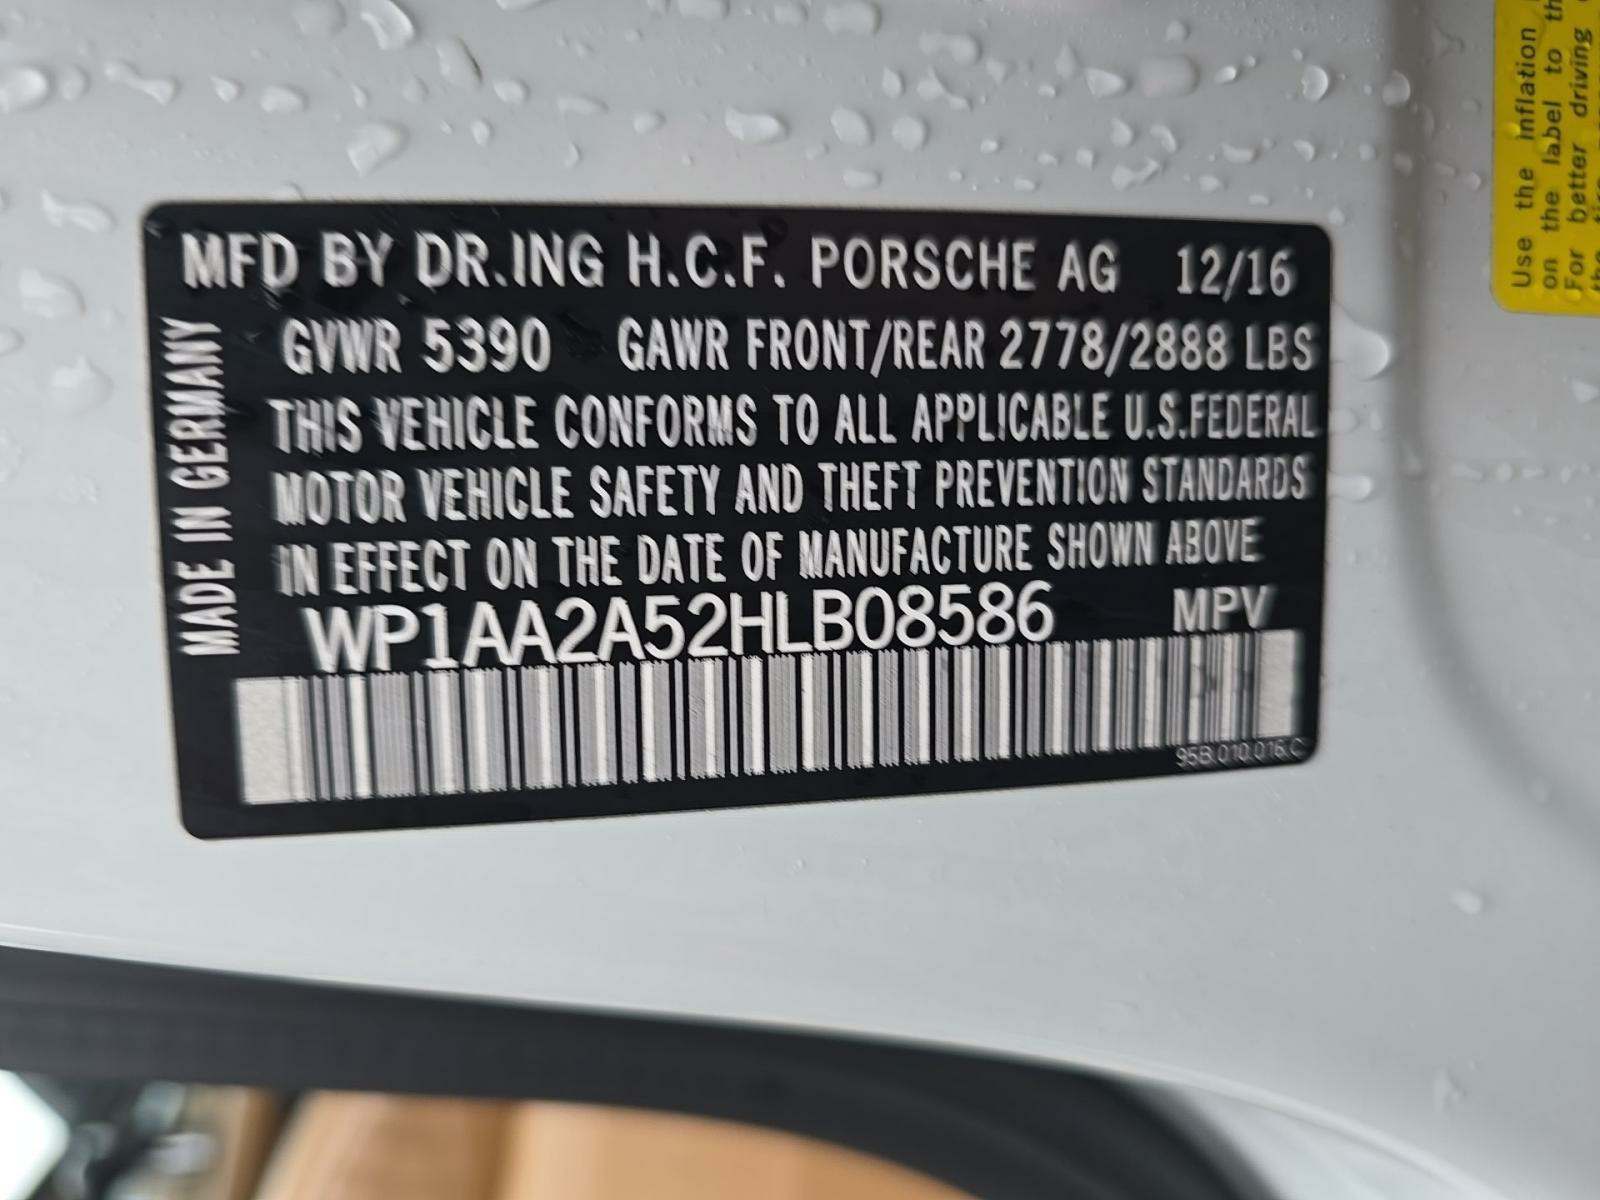 MFD BY DR.ING H.C.F. PORSCHE AG 12/16
GVWR 5390 GAWR FRONT/REAR 2778/2888 LBS
THIS VEHICLE CONFORMS TO ALL APPLICABLE U.S.FEDERAL
MOTOR VEHICLE SAFETY AND THEFT PREVENTION STANDARDS
IN EFFECT ON THE DATE OF MANUFACTURE SHOWN ABOVE
WP1AA2A52HLB08586 MPV
95B.010.016.C
MADE IN GERMANY
Use the inflation
on the label to
For better driving